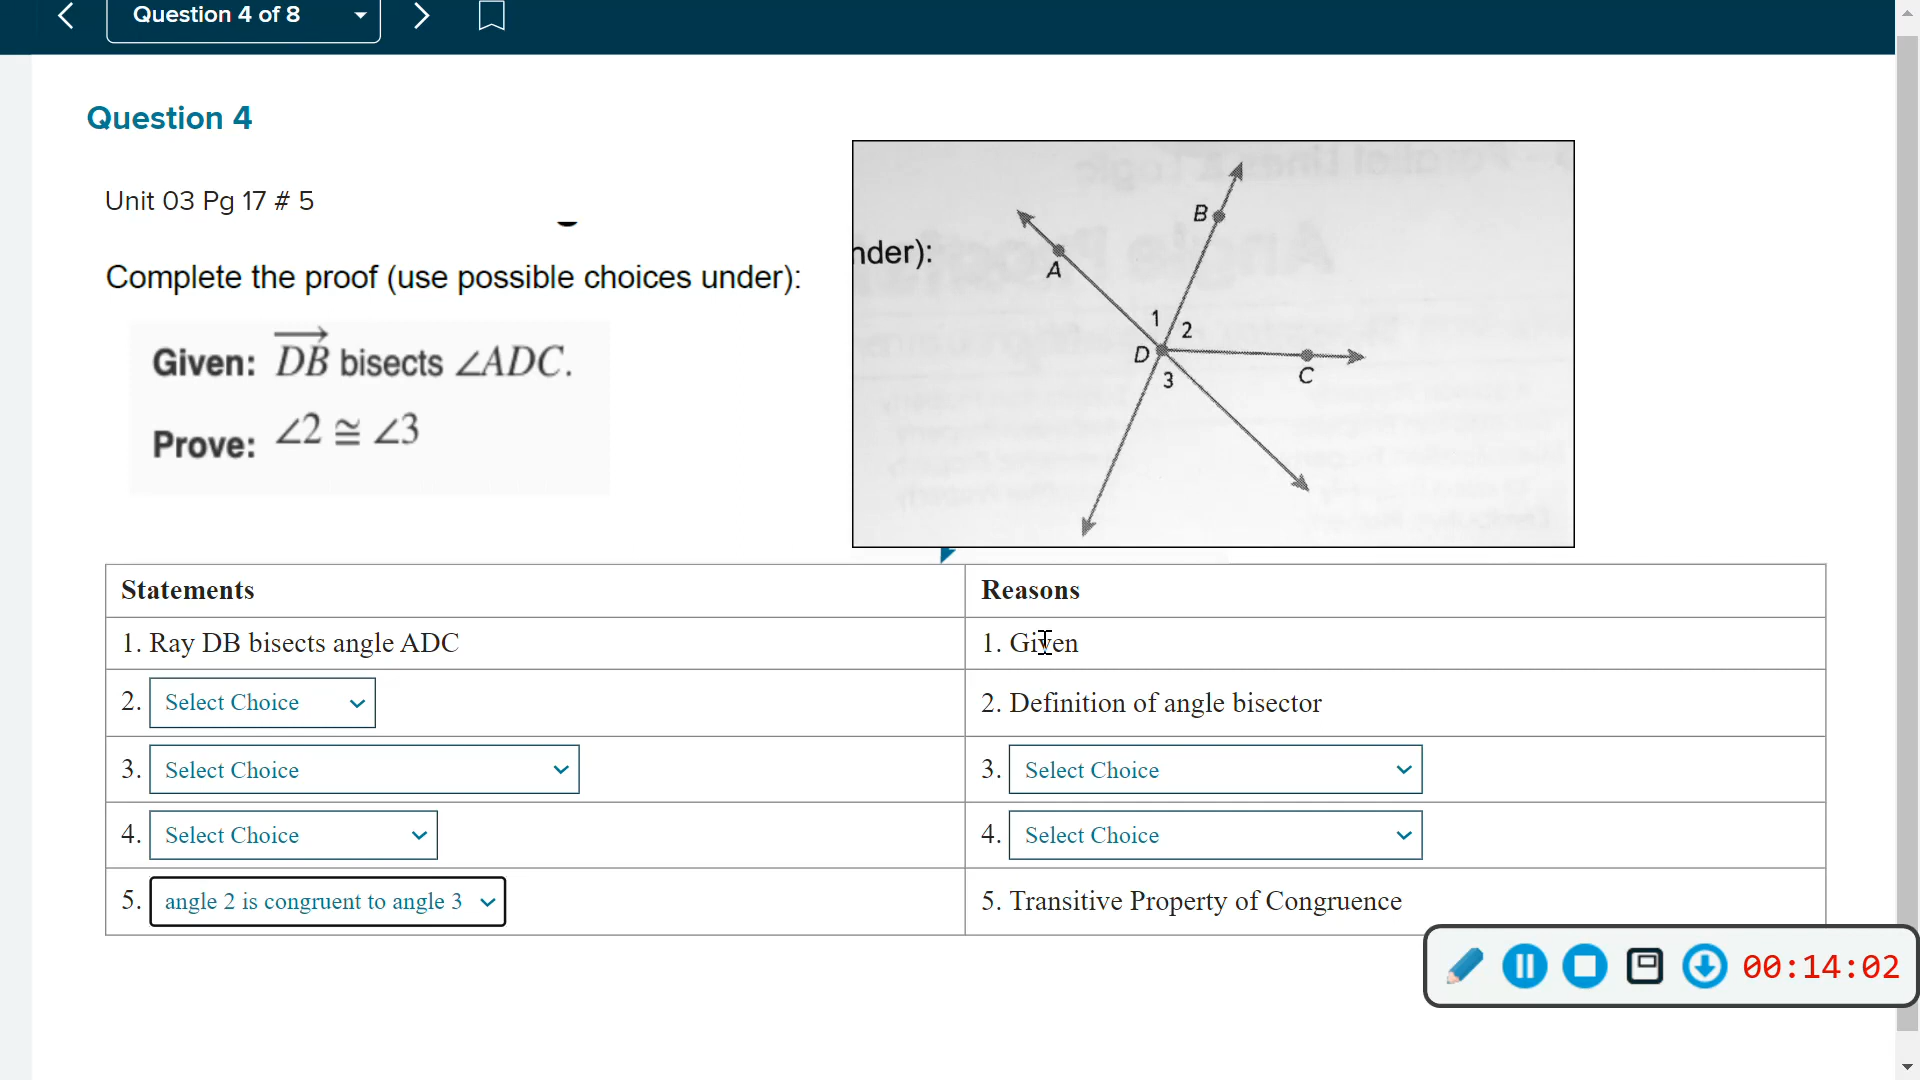 Question 4 of 8
Question 4
Unit 03 Pg 17 # 5
Complete the proof (use possible choices under):
Given: DB bisects ∠ADC.
Prove: ∠2 ≅ ∠3
nder):
B
A
1
2
D
3
C
Statements
Reasons
1. Ray DB bisects angle ADC
1. Given
2. Select Choice
2. Definition of angle bisector
3. Select Choice
3. Select Choice
4. Select Choice
4. Select Choice
5. angle 2 is congruent to angle 3
5. Transitive Property of Congruence
00:14:02